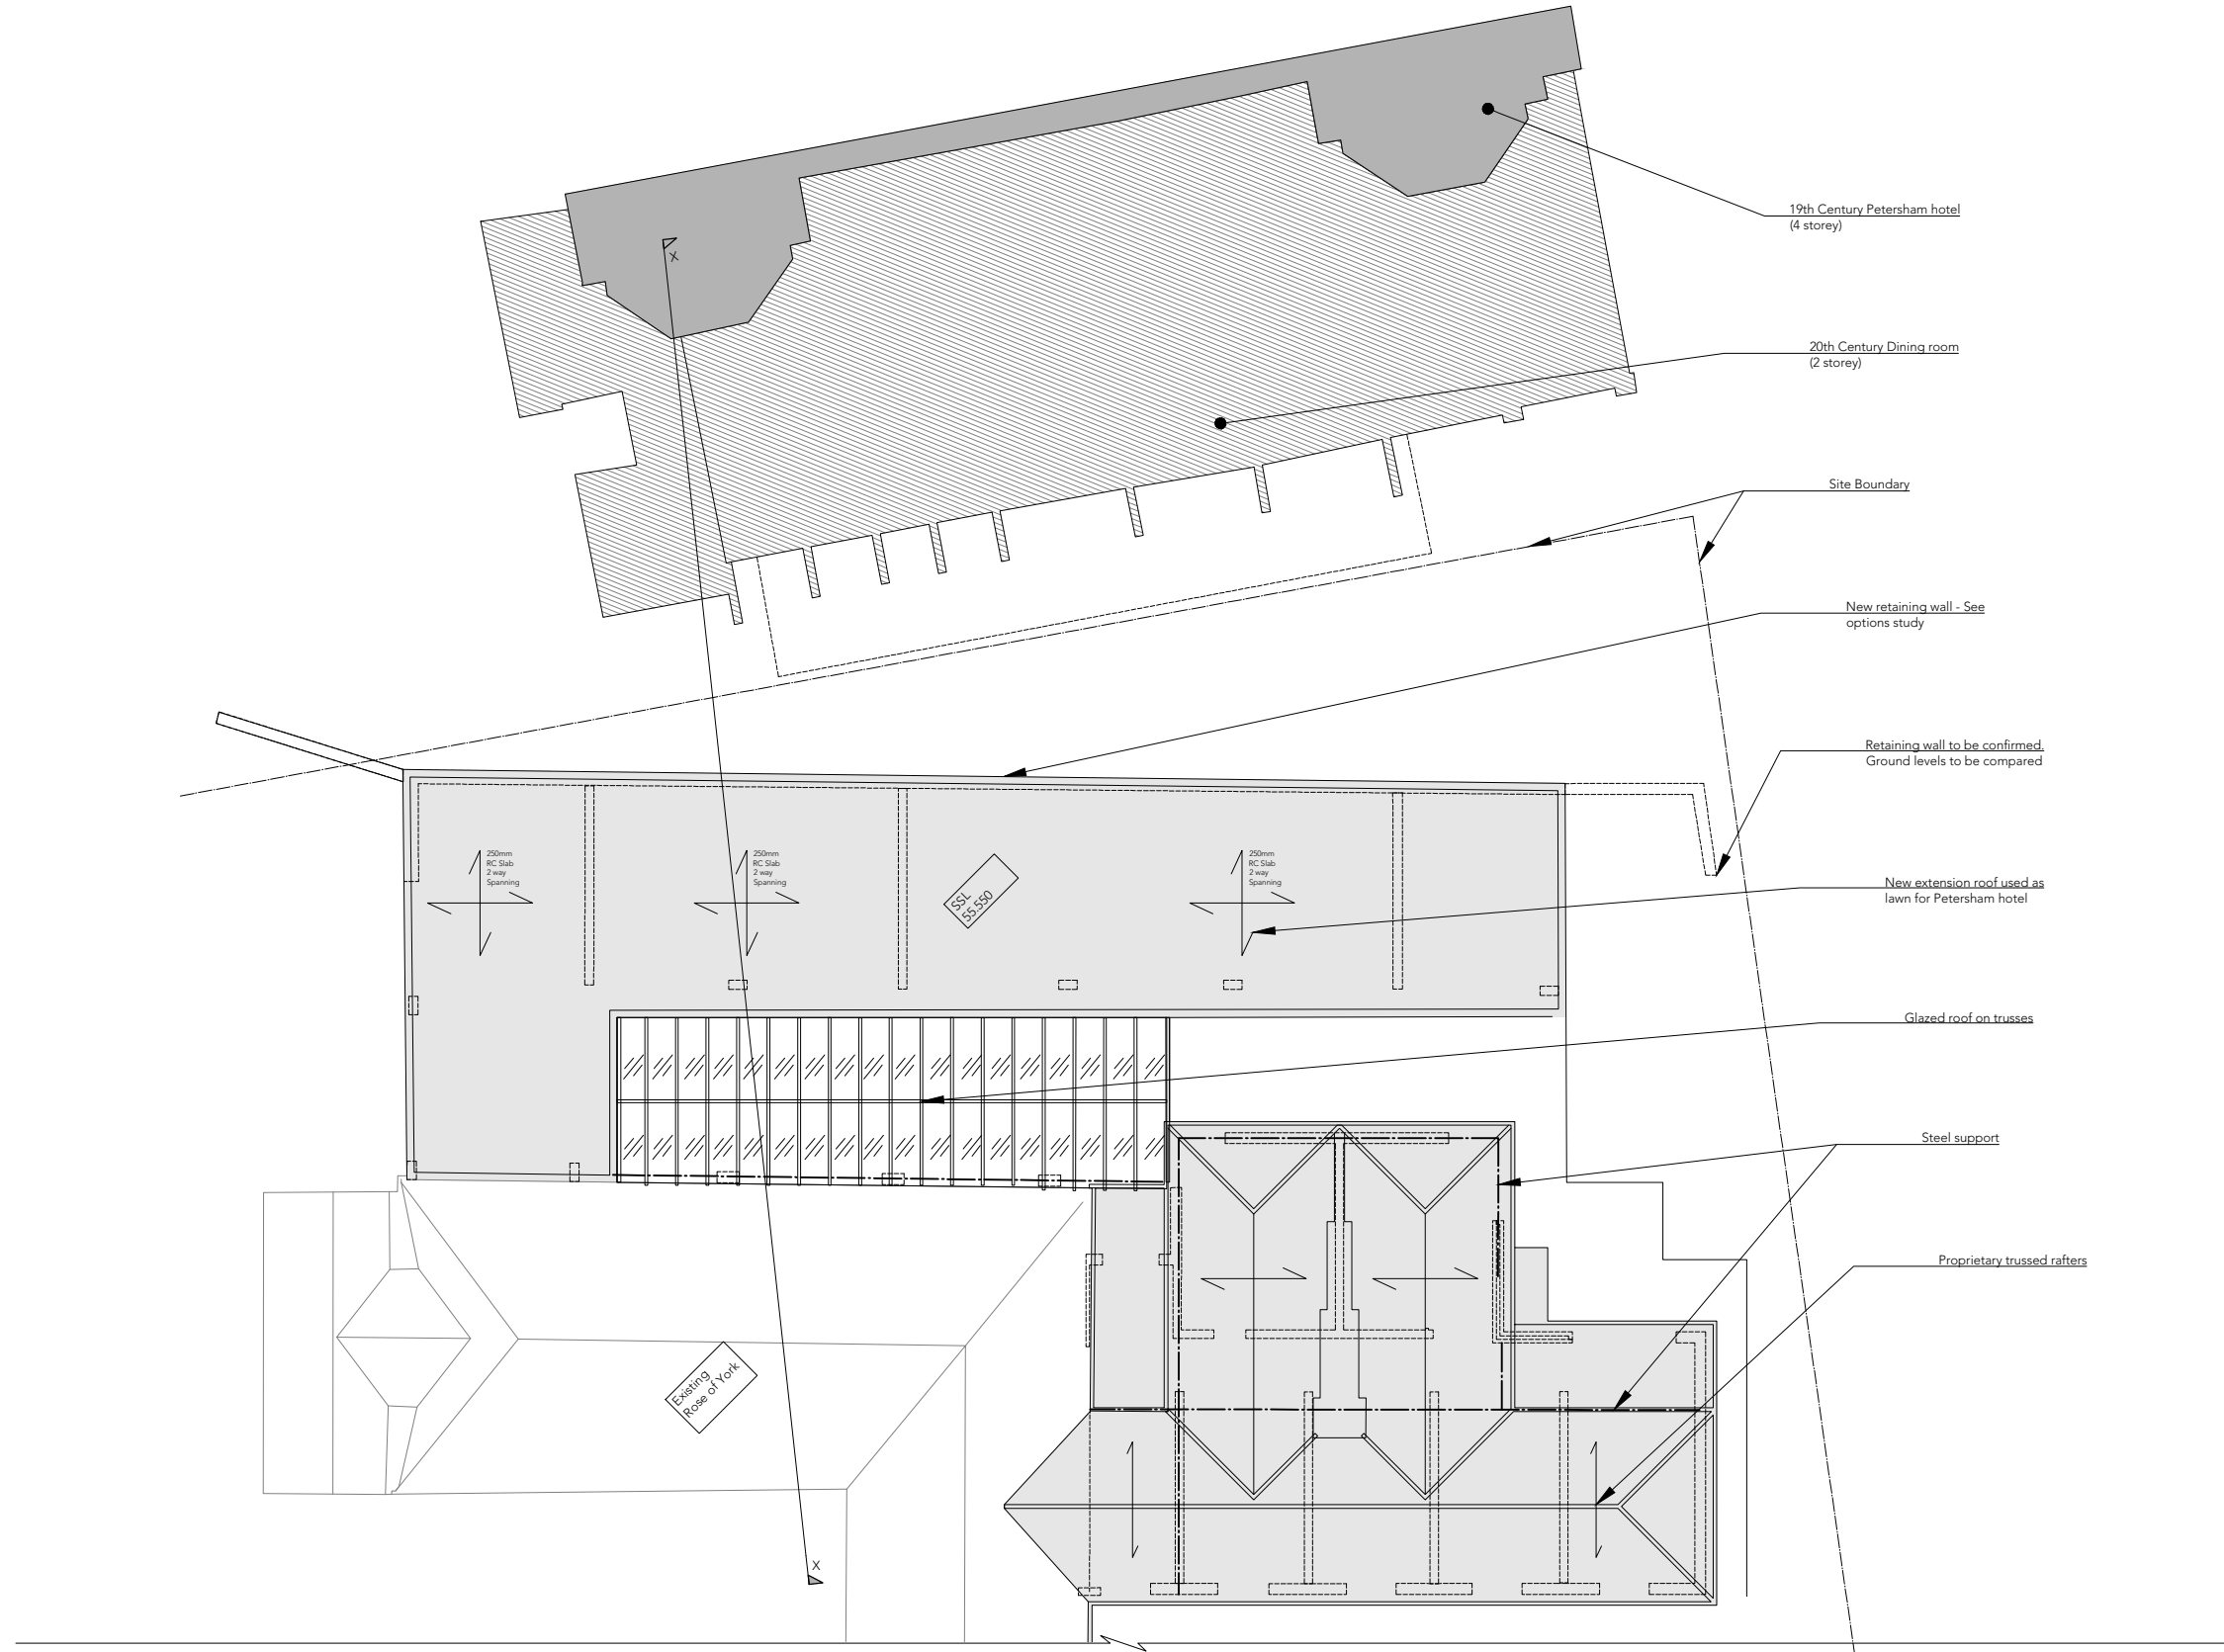 X
19th Century Petersham hotel
(4 storey)
20th Century Dining room
(2 storey)
Site Boundary
New retaining wall - See
options study
Retaining wall to be confirmed.
Ground levels to be compared
250mm
RC Slab
2 way
Spanning
250mm
RC Slab
2 way
Spanning
250mm
RC Slab
2 way
Spanning
SSL
55.550
New extension roof used as
lawn for Petersham hotel
Glazed roof on trusses
Steel support
Proprietary trussed rafters
Existing
Rose of York
X